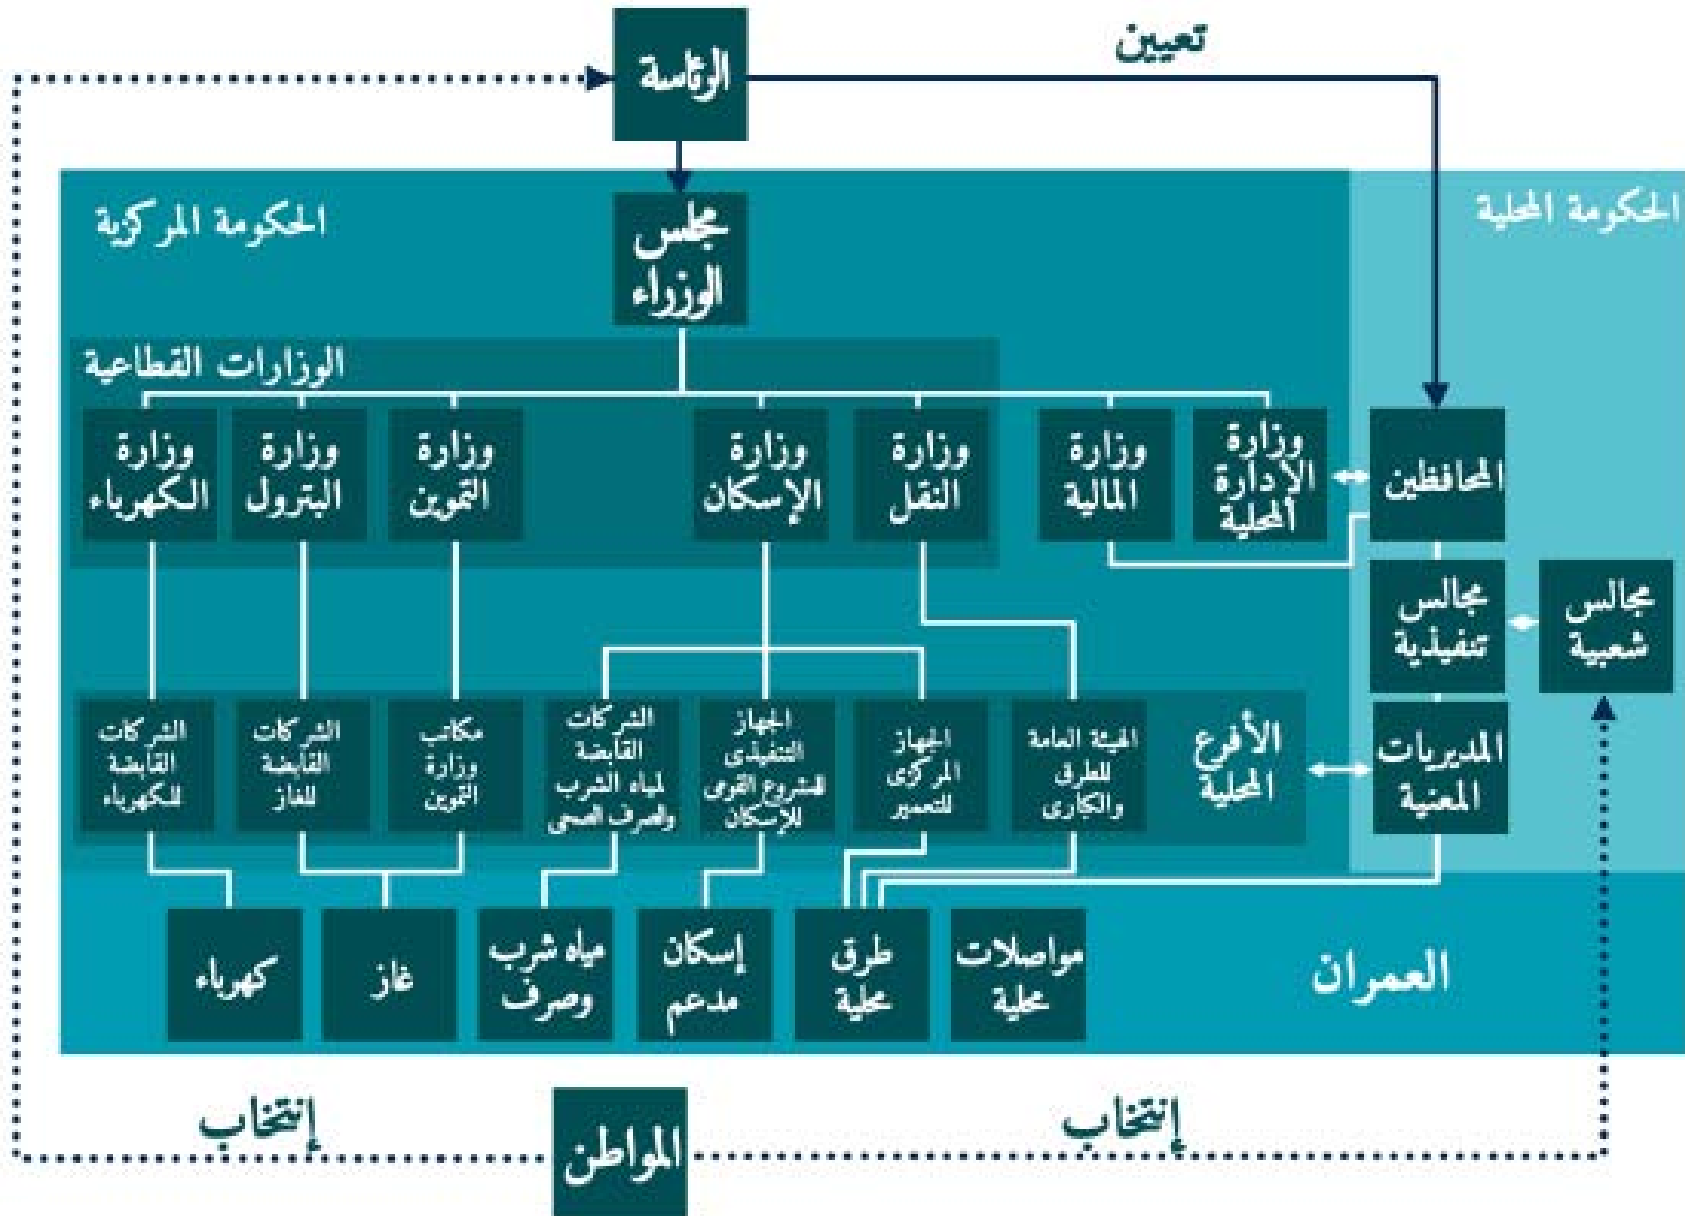 تعيين
الرئاسة
الحكومة المحلية
الحكومة المركزية
مجلس
الوزراء
الوزارات القطاعية
المحافظين
وزارة
الإدارة
المحلية
وزارة
المالية
وزارة
النقل
وزارة
الإسكان
وزارة
التموين
وزارة
البترول
وزارة
الكهرباء
مجالس
شعبية
مجالس
تنفيذية
المديريات
المعنية
الأفرع
المحلية
الهيئة العامة
للطرق
والكبارى
الجهاز
المركزى
للتعمير
الجهاز
التنفيذى
للمشروع القومى
للإسكان
الشركات
القابضة
لمياه الشرب
والصرف الصحى
مكاتب
وزارة
التموين
الشركات
القابضة
للغاز
الشركات
القابضة
للكهرباء
العمران
مواصلات
محلية
طرق
محلية
إسكان
مدعم
مياه شرب
وصرف
غاز
كهرباء
إنتخاب
المواطن
إنتخاب